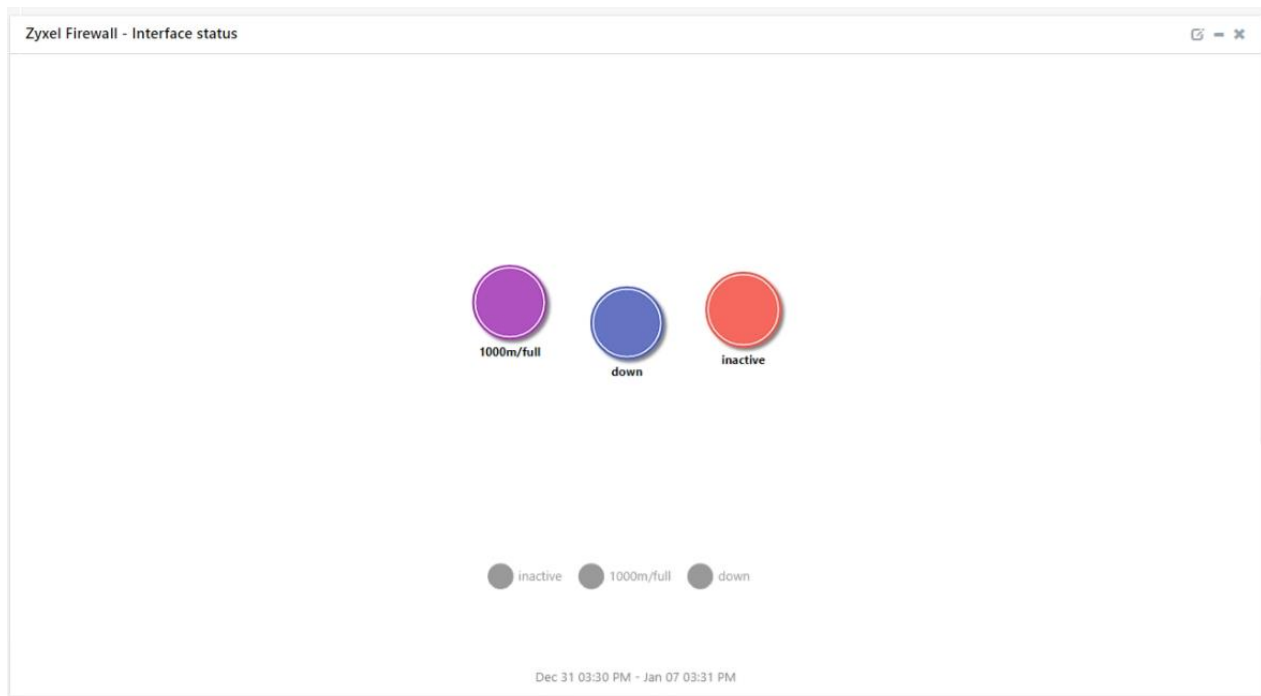 Zyxel Firewall - Interface status
1000m/full
down
inactive
inactive 1000m/full down
Dec 31 03:30 PM - Jan 07 03:31 PM